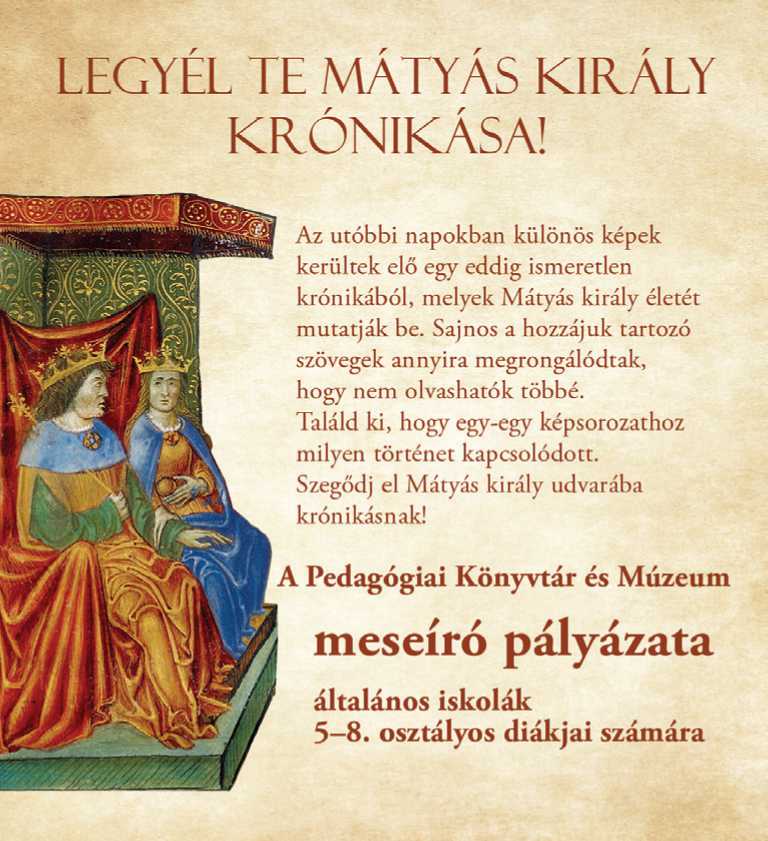 LEGYÉL TE MÁTYÁS KIRÁLY
KRÓNIKÁSA!
Az utóbbi napokban különös képek
kerültek elő egy eddig ismeretlen
krónikából, melyek Mátyás király életét
mutatják be. Sajnos a hozzájuk tartozó
szövegek annyira megrongálódtak,
hogy nem olvashatók többé.
Találd ki, hogy egy-egy képsorozathoz
milyen történet kapcsolódott.
Szegődj el Mátyás király udvarába
krónikásnak!
A Pedagógiai Könyvtár és Múzeum
meseíró pályázata
általános iskolák
5–8. osztályos diákjai számára